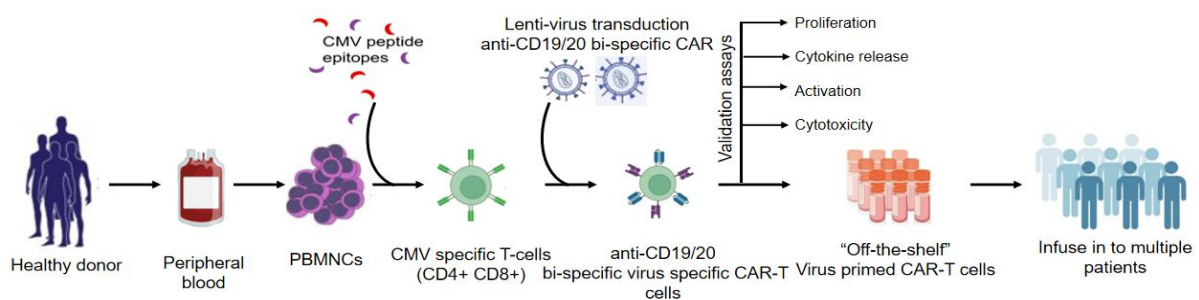 CMV peptide
epitopes
Lenti-virus transduction
anti-CD19/20 bi-specific CAR
Validation assays
Proliferation
Cytokine release
Activation
Cytotoxicity
Healthy donor
Peripheral
blood
PBMNCs
CMV specific T-cells
(CD4+ CD8+)
anti-CD19/20
bi-specific virus specific CAR-T
cells
“Off-the-shelf”
Virus primed CAR-T cells
Infuse in to multiple
patients